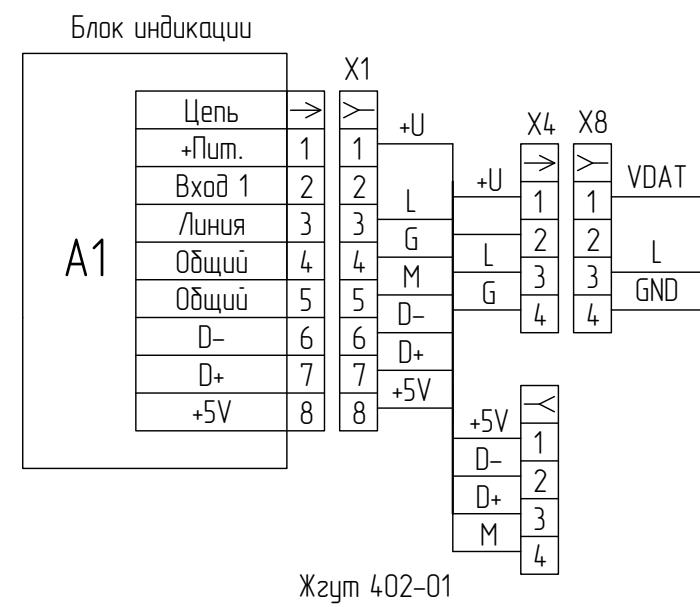 Блок индикации
A1
Цепь
+Пит. 1
Вход 1 2
Линия 3
Общий 4
Общий 5
D– 6
D+ 7
+5V 8
X1
1
2
3
4
5
6
7
8
+U
L
G
M
D–
D+
+5V
+U
L
G
X4
1
2
3
4
X8
1
2
3
4
VDAT
L
GND
+5V
D–
D+
M
1
2
3
4
Жгут 402–01